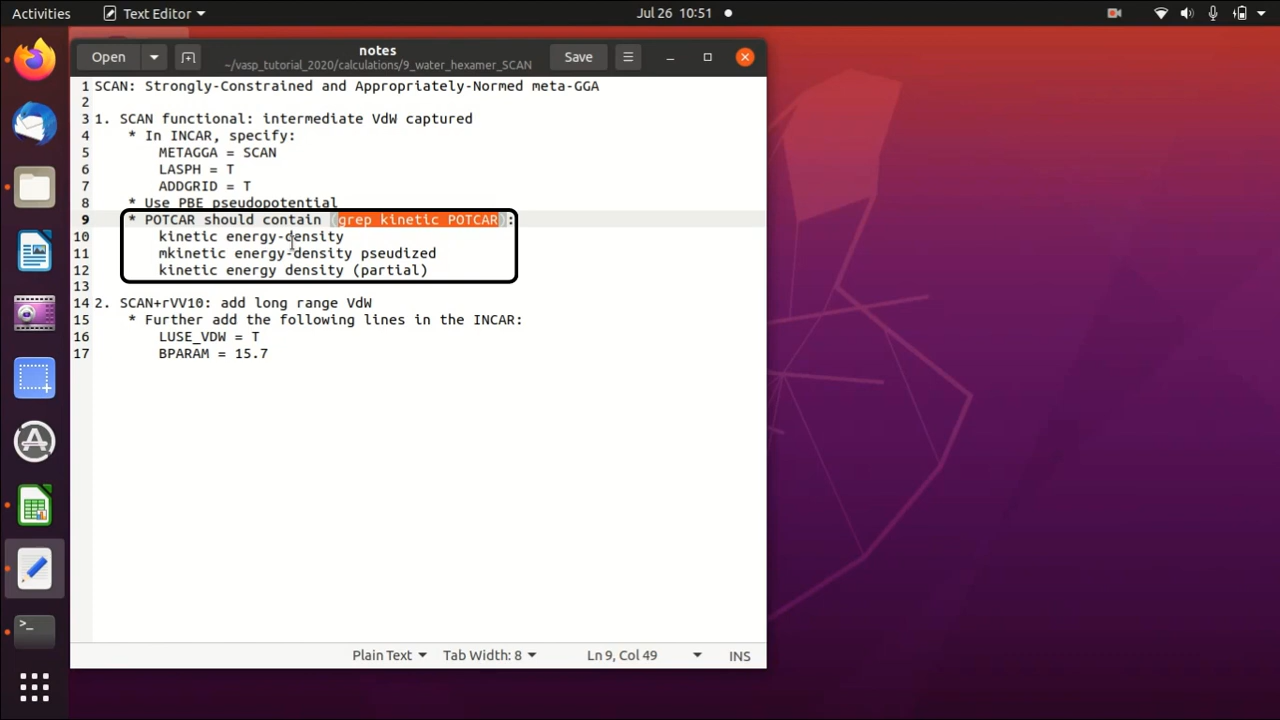 Activities
Text Editor
Jul 26 10:51
Open
notes
~/vasp_tutorial_2020/calculations/9_water_hexamer_SCAN
Save
1 SCAN: Strongly-Constrained and Appropriately-Normed meta-GGA
2
3 1. SCAN functional: intermediate VdW captured
4 * In INCAR, specify:
5 METAGGA = SCAN
6 LASPH = T
7 ADDGRID = T
8 * Use PBE pseudopotential
9 * POTCAR should contain (grep kinetic POTCAR):
10 kinetic energy-density
11 mkinetic energy-density pseudized
12 kinetic energy density (partial)
13
14 2. SCAN+rVV10: add long range VdW
15 * Further add the following lines in the INCAR:
16 LUSE_VDW = T
17 BPARAM = 15.7
Plain Text
Tab Width: 8
Ln 9, Col 49
INS